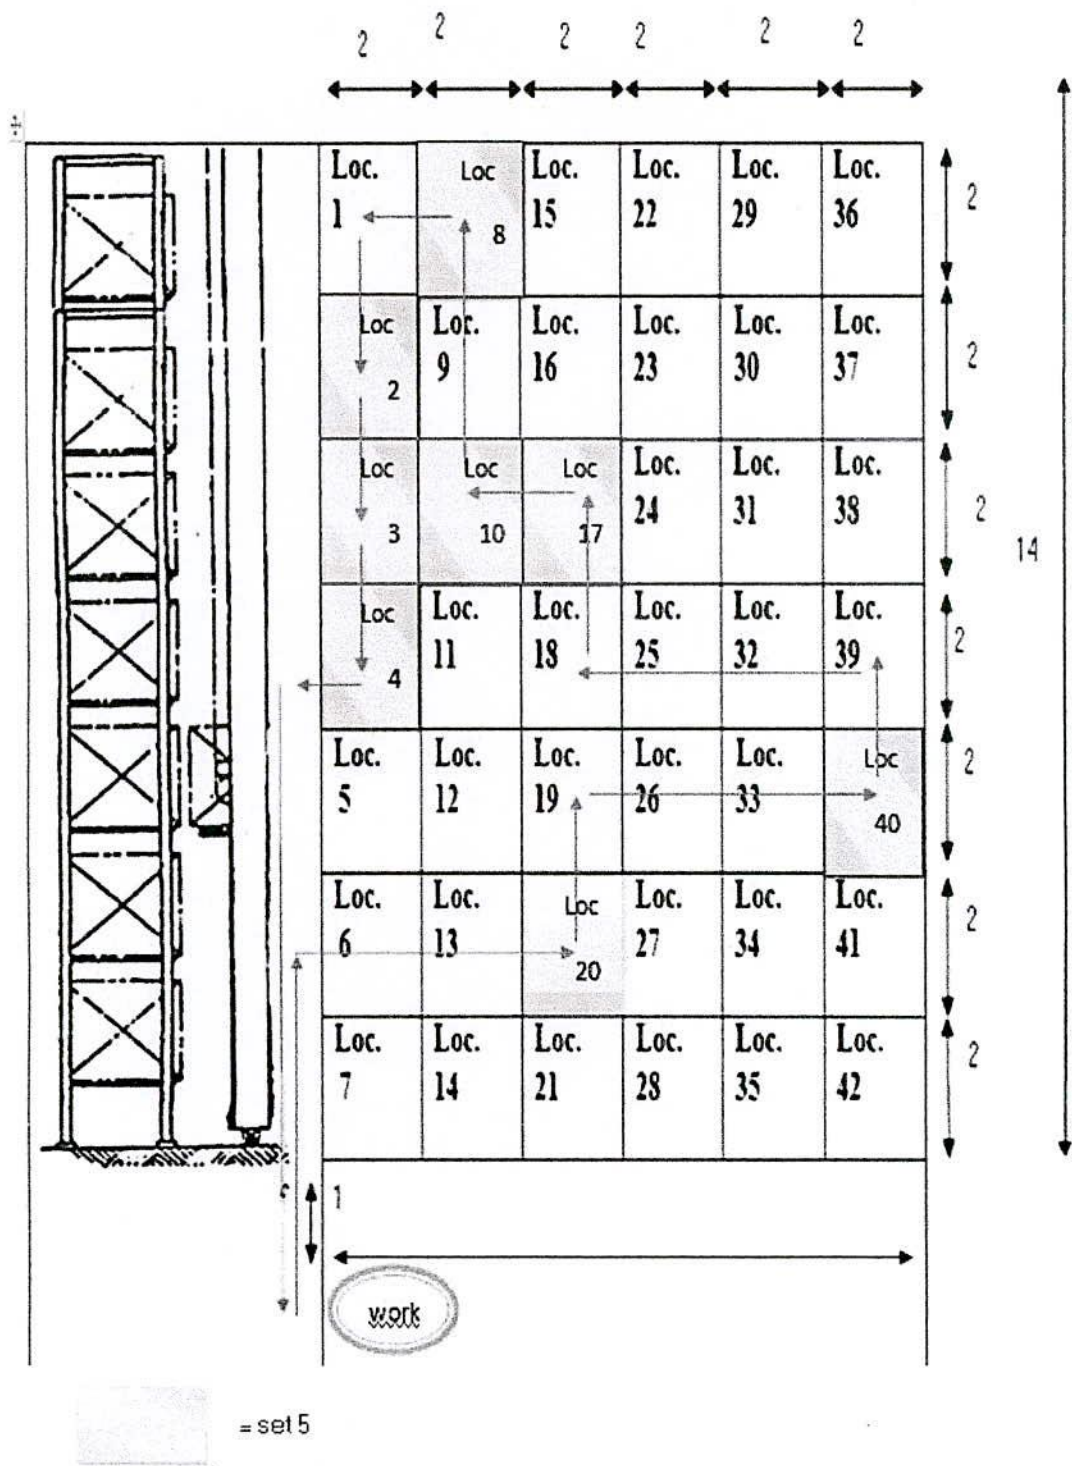 2 2 2 2 2 2
Loc. Loc Loc. Loc. Loc. Loc.
1 8 15 22 29 36
2
Loc Loc. Loc. Loc. Loc. Loc.
2 9 16 23 30 37
2
Loc Loc Loc Loc. Loc. Loc.
3 10 17 24 31 38
2
14
Loc Loc. Loc. Loc. Loc. Loc.
4 11 18 25 32 39
2
Loc. Loc. Loc. Loc. Loc. Loc
5 12 19 26 33 40
2
Loc. Loc. Loc Loc. Loc. Loc.
6 13 20 27 34 41
2
Loc. Loc. Loc. Loc. Loc. Loc.
7 14 21 28 35 42
2
1
work
= set 5